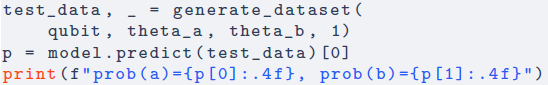 test_data, _ = generate_dataset(
    qubit, theta_a, theta_b, 1)
p = model.predict(test_data)[0]
print(f"prob(a)={p[0]:.4f}, prob(b)={p[1]:.4f}")